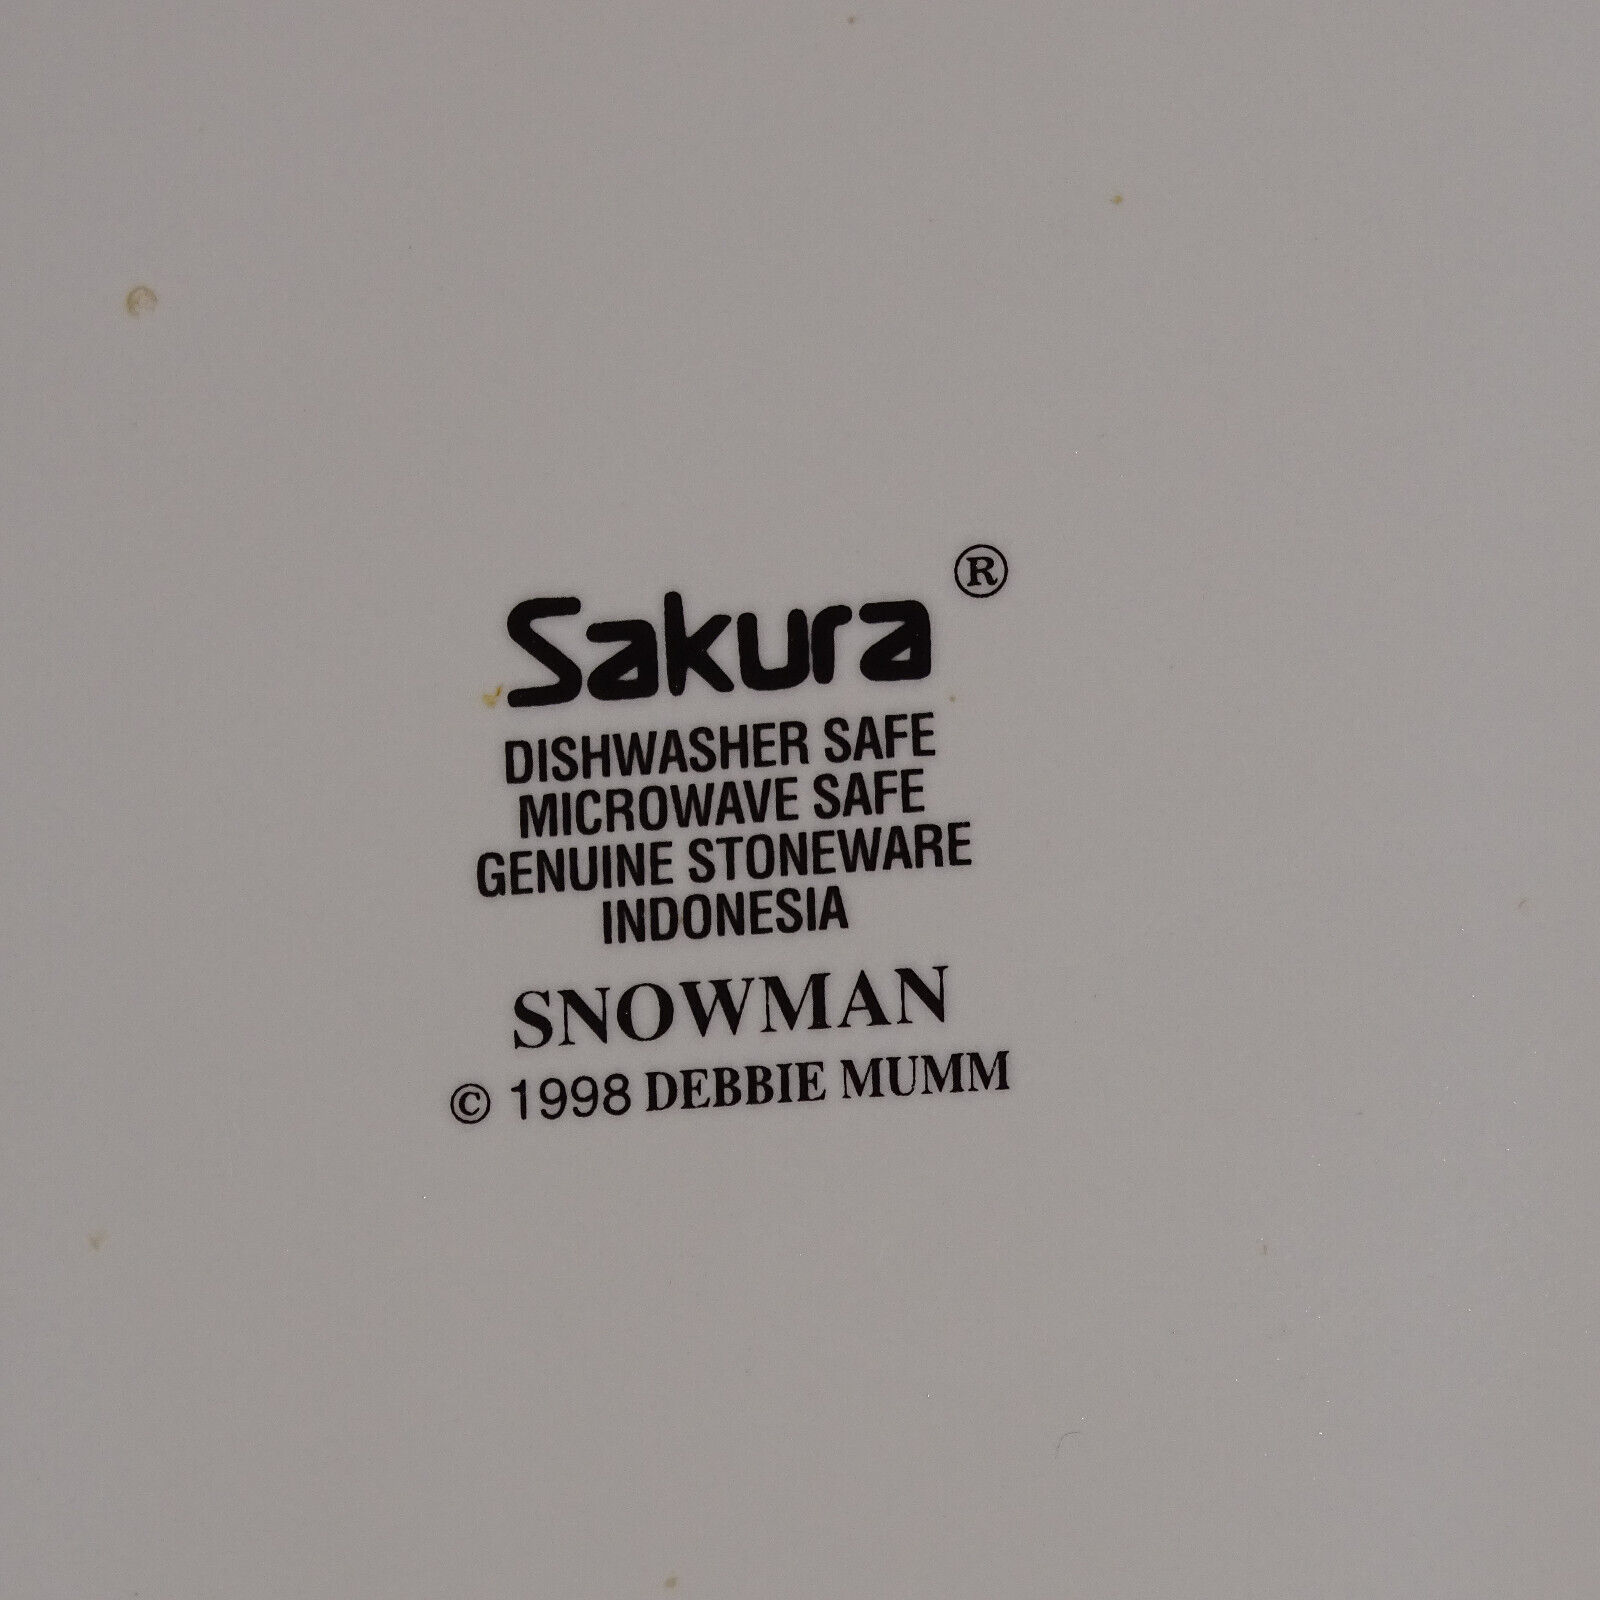 Sakura®
DISHWASHER SAFE
MICROWAVE SAFE
GENUINE STONEWARE
INDONESIA
SNOWMAN
© 1998 DEBBIE MUMM